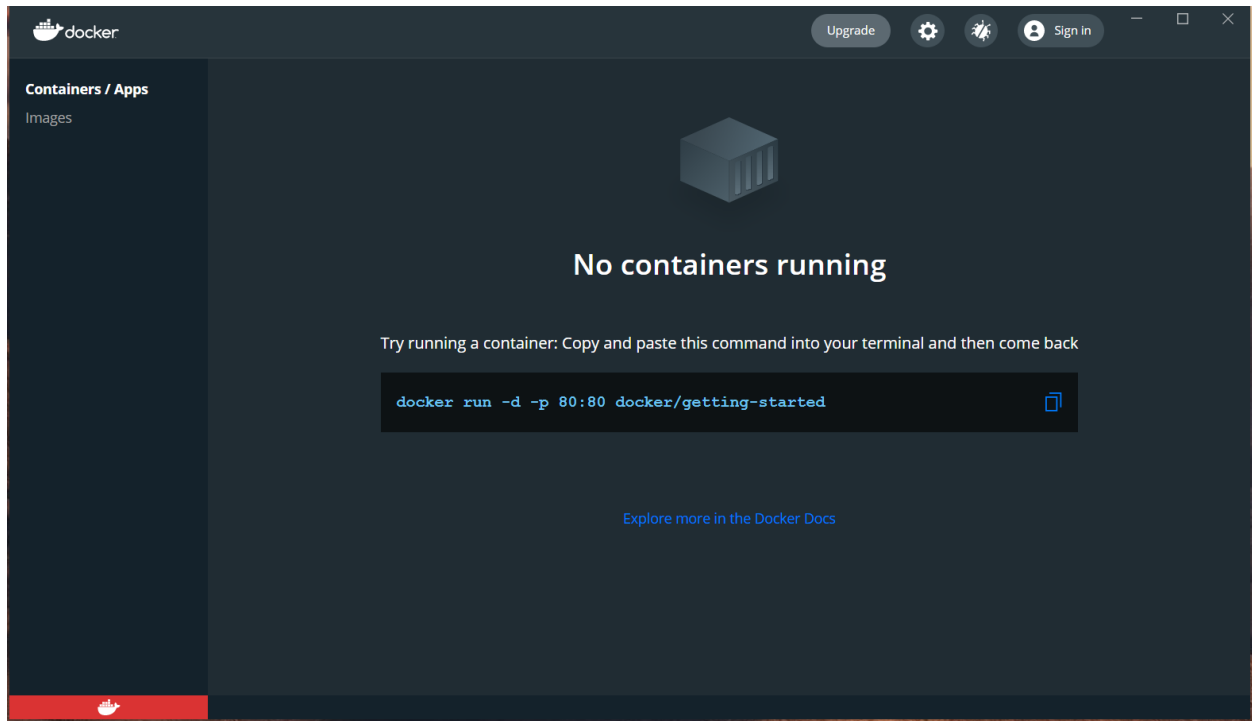 docker
Upgrade
Sign in
Containers / Apps
Images
No containers running
Try running a container: Copy and paste this command into your terminal and then come back
docker run -d -p 80:80 docker/getting-started
Explore more in the Docker Docs